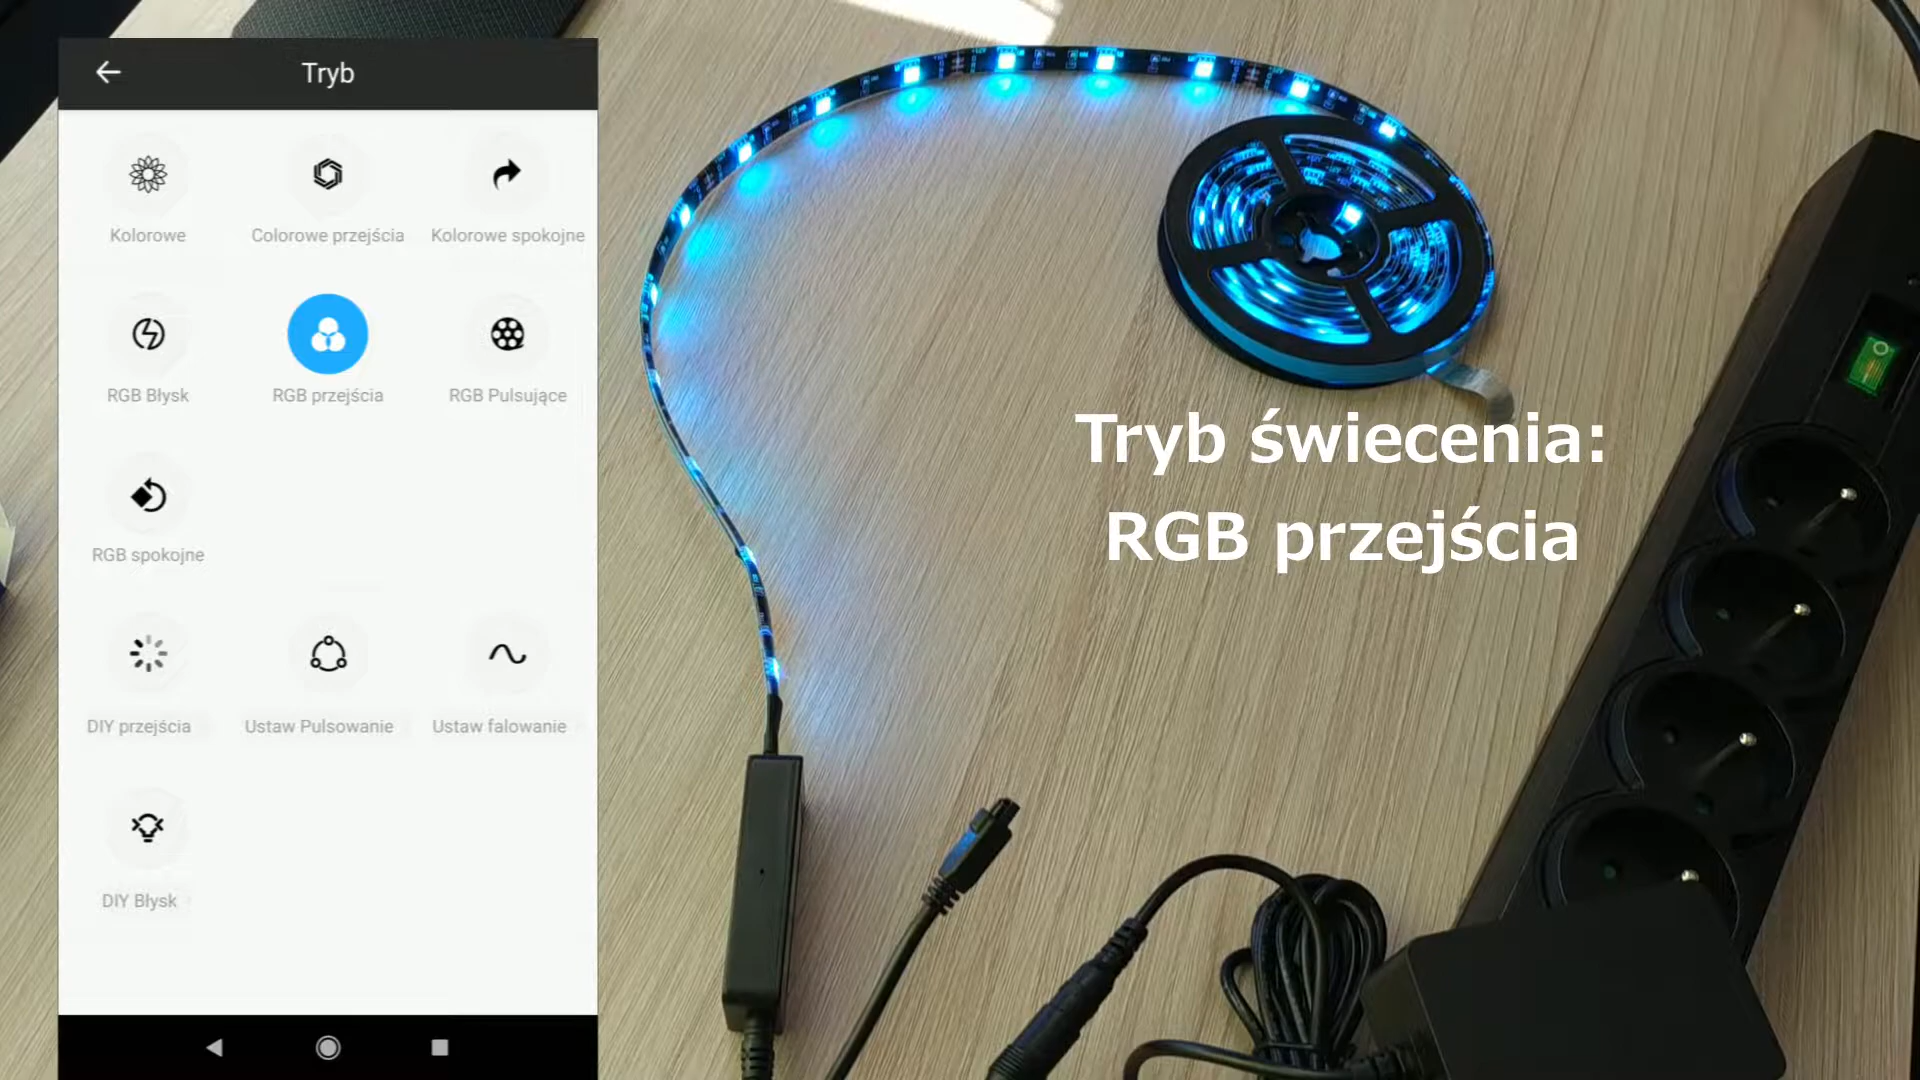 Tryb
Kolorowe
Colorowe przejścia
Kolorowe spokojne
RGB Błysk
RGB przejścia
RGB Pulsujące
RGB spokojne
DIY przejścia
Ustaw Pulsowanie
Ustaw falowanie
DIY Błysk
Tryb świecenia:
RGB przejścia